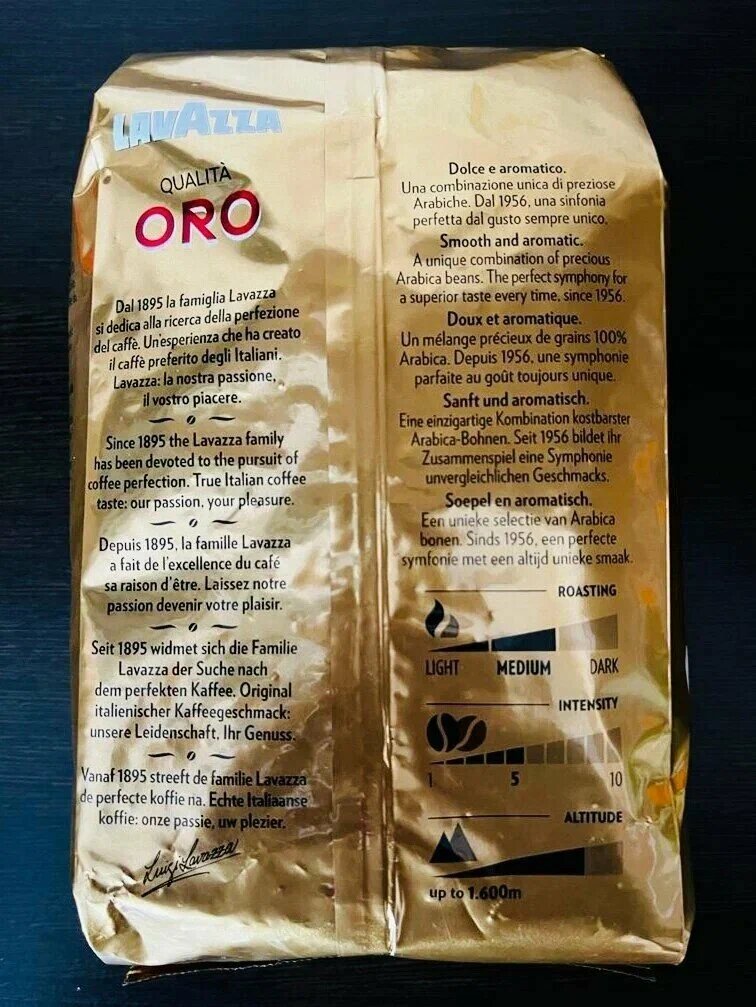 LAVAZZA
QUALITÀ
ORO
Dal 1895 la famiglia Lavazza
si dedica alla ricerca della perfezione
del caffè. Un'esperienza che ha creato
il caffè preferito degli Italiani.
Lavazza: la nostra passione,
il vostro piacere.
Since 1895 the Lavazza family
has been devoted to the pursuit of
coffee perfection. True Italian coffee
taste: our passion, your pleasure.
Depuis 1895, la famille Lavazza
a fait de l'excellence du café
sa raison d'être. Laissez notre
passion devenir votre plaisir.
Seit 1895 widmet sich die Familie
Lavazza der Suche nach
dem perfekten Kaffee. Original
italienischer Kaffeegeschmack:
unsere Leidenschaft, Ihr Genuss.
Vanaf 1895 streeft de familie Lavazza
de perfecte koffie na. Echte Italiaanse
koffie: onze passie, uw plezier.
Luigi Lavazza
Dolce e aromatico.
Una combinazione unica di preziose
Arabiche. Dal 1956, una sinfonia
perfetta dal gusto sempre unico.
Smooth and aromatic.
A unique combination of precious
Arabica beans. The perfect symphony for
a superior taste every time, since 1956.
Doux et aromatique.
Un mélange précieux de grains 100%
Arabica. Depuis 1956, une symphonie
parfaite au goût toujours unique.
Sanft und aromatisch.
Eine einzigartige Kombination kostbarster
Arabica-Bohnen. Seit 1956 bildet ihr
Zusammenspiel eine Symphonie
unvergleichlichen Geschmacks.
Soepel en aromatisch.
Een unieke selectie van Arabica
bonen. Sinds 1956, een perfecte
symfonie met een altijd unieke smaak.
ROASTING
LIGHT MEDIUM DARK
INTENSITY
1 5 10
ALTITUDE
up to 1.600m